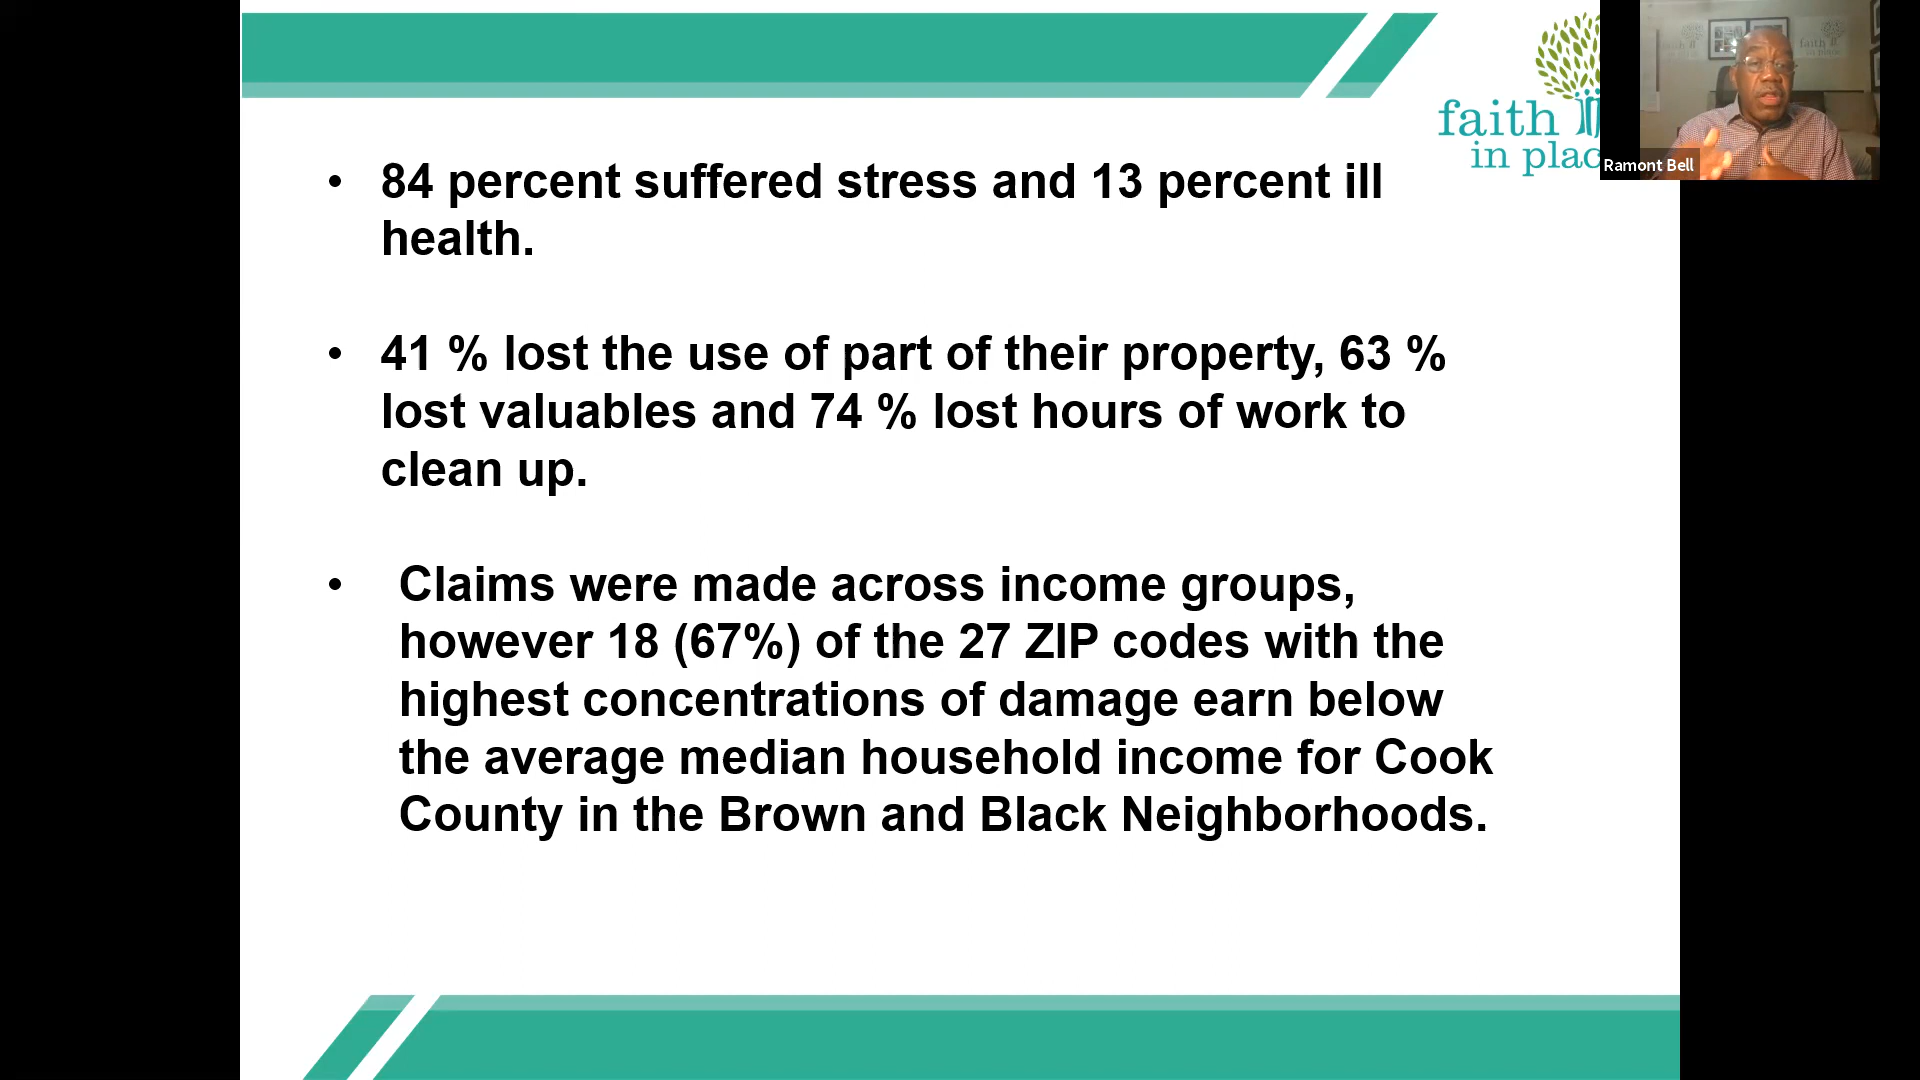 faith
in plac
Ramont Bell
• 84 percent suffered stress and 13 percent ill
health.
• 41 % lost the use of part of their property, 63 %
lost valuables and 74 % lost hours of work to
clean up.
• Claims were made across income groups,
however 18 (67%) of the 27 ZIP codes with the
highest concentrations of damage earn below
the average median household income for Cook
County in the Brown and Black Neighborhoods.